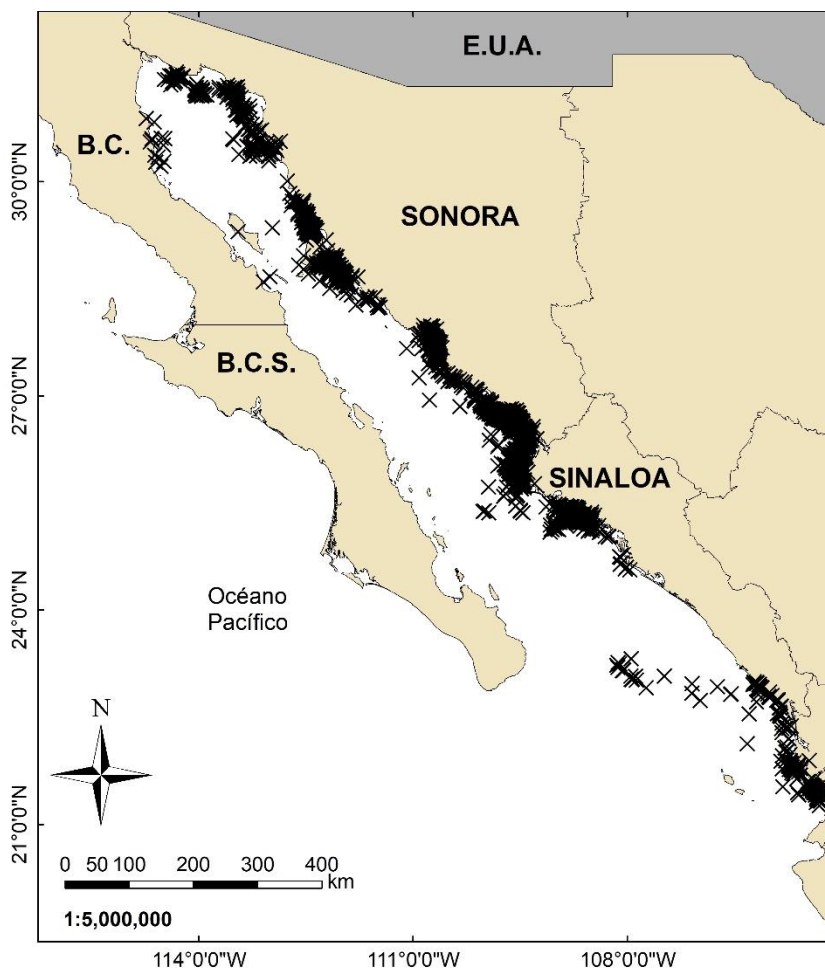 E.U.A.
B.C.
SONORA
B.C.S.
SINALOA
Océano
Pacífico
N
0 50 100 200 300 400
km
1:5,000,000
30°0'0"N
27°0'0"N
24°0'0"N
21°0'0"N
114°0'0"W
111°0'0"W
108°0'0"W